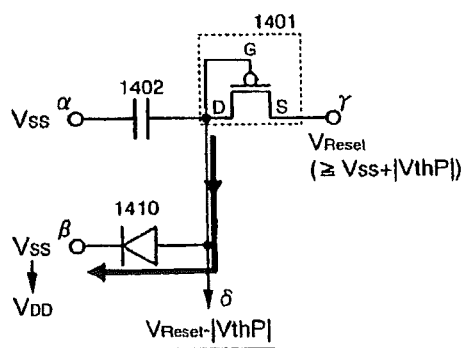 1401
G
α 1402 γ
VSS D S
VReset
(≧ VSS+|VthP|)
β 1410
VSS
VDD
δ
VReset-|VthP|